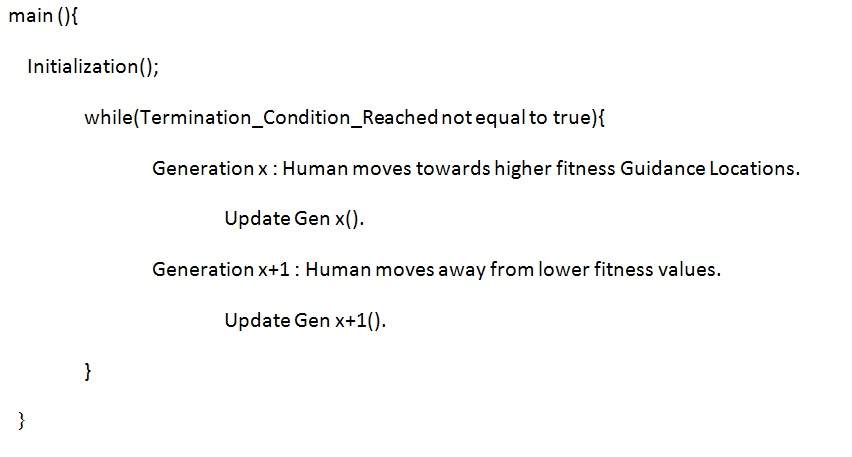 main (){
Initialization();
while(Termination_Condition_Reached not equal to true){
Generation x : Human moves towards higher fitness Guidance Locations.
Update Gen x().
Generation x+1 : Human moves away from lower fitness values.
Update Gen x+1().
}
}